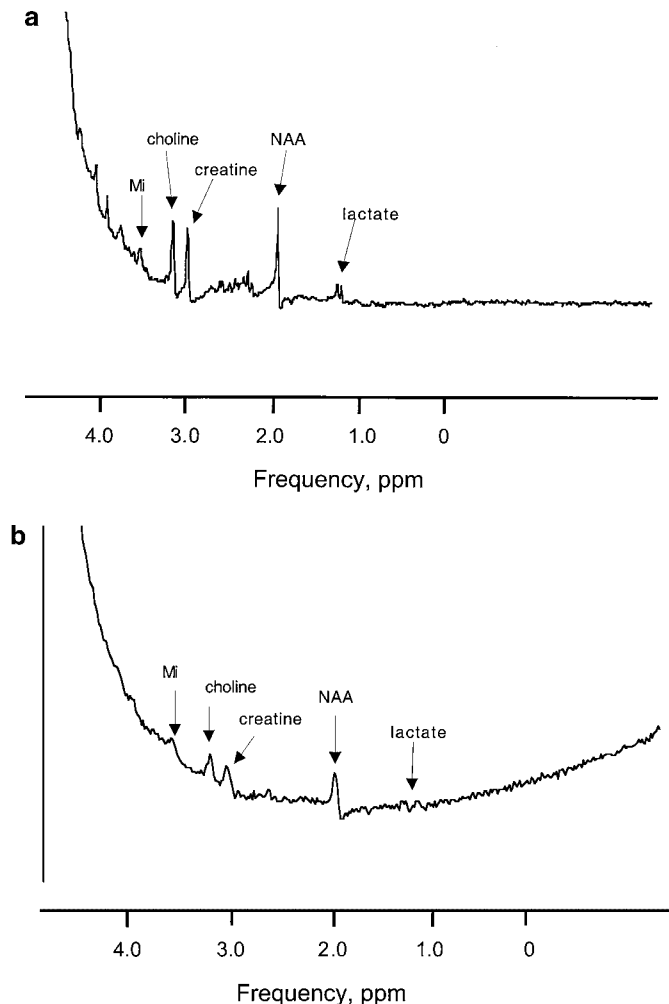 a
choline
NAA
creatine
Mi
lactate
4.0 3.0 2.0 1.0 0
Frequency, ppm
b
Mi
choline
NAA
creatine
lactate
4.0 3.0 2.0 1.0 0
Frequency, ppm